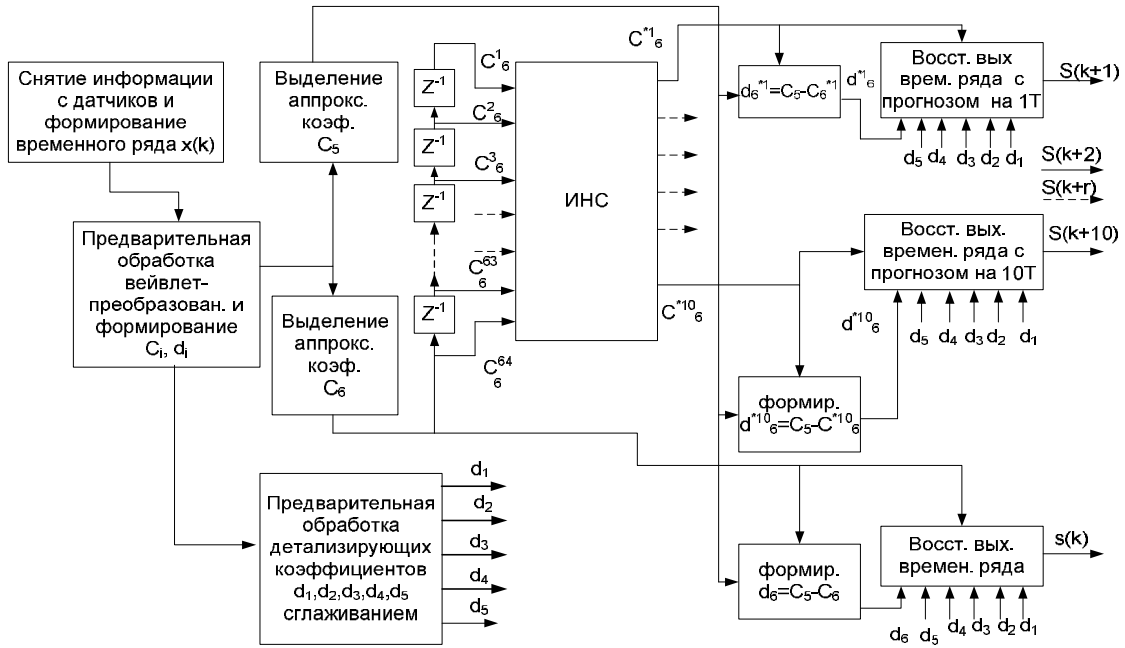 Снятие информации
с датчиков и
формирование
временного ряда x(k)
Выделение
аппрокс.
коэф.
C₅
Предварительная
обработка
вейвлет-
преобразован. и
формирование
Cᵢ, dᵢ
Выделение
аппрокс.
коэф.
C₆
Предварительная
обработка
детализирующих
коэффициентов
d₁,d₂,d₃,d₄,d₅
сглаживанием
d₁
d₂
d₃
d₄
d₅
Z⁻¹
Z⁻¹
Z⁻¹
Z⁻¹
C¹₆
C²₆
C³₆
C⁶³₆
C⁶⁴₆
ИНС
C*¹₆
C*¹⁰₆
d₆*¹=C₅-C₆*¹
d*¹₆
Восст. вых
врем. ряда с
прогнозом на 1T
d₅ d₄ d₃ d₂ d₁
S(k+1)
S(k+2)
S(k+r)
Восст. вых.
времен. ряда с
прогнозом на 10T
S(k+10)
d*¹⁰₆
d₅ d₄ d₃ d₂ d₁
формир.
d*¹⁰₆=C₅-C*¹⁰₆
формир.
d₆=C₅-C₆
Восст. вых.
времен. ряда
s(k)
d₆ d₅ d₄ d₃ d₂ d₁